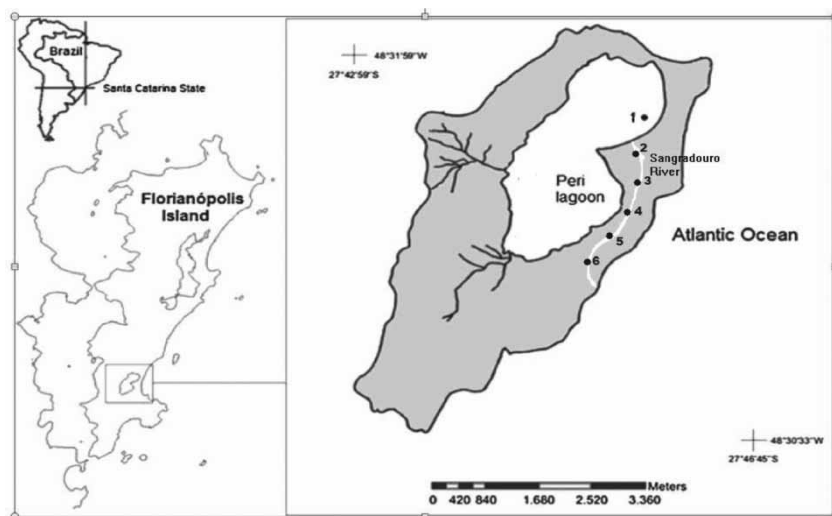 Brazil
Santa Catarina State
Florianópolis
Island
48°31'59"W
27°42'59"S
1
2
Sangradouro
River
3
Peri
lagoon
4
5
Atlantic Ocean
6
48°30'33"W
27°46'45"S
Meters
0 420 840 1.680 2.520 3.360